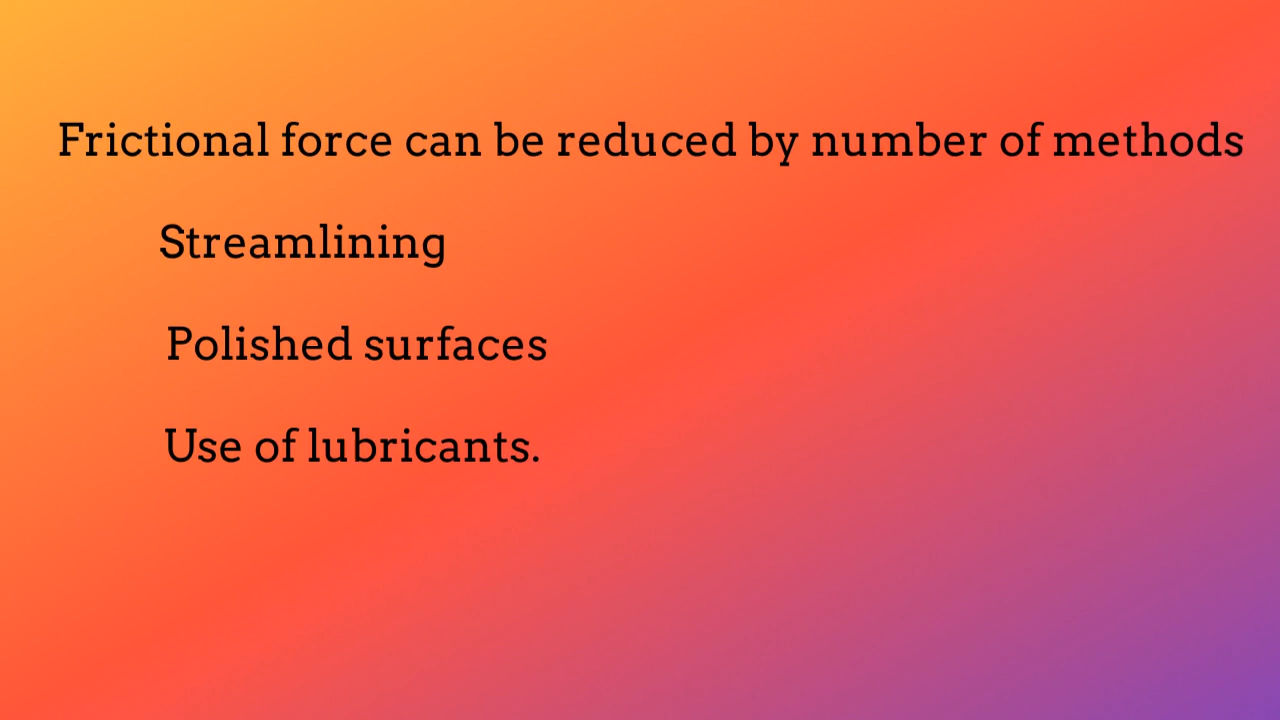 Frictional force can be reduced by number of methods
Streamlining
Polished surfaces
Use of lubricants.